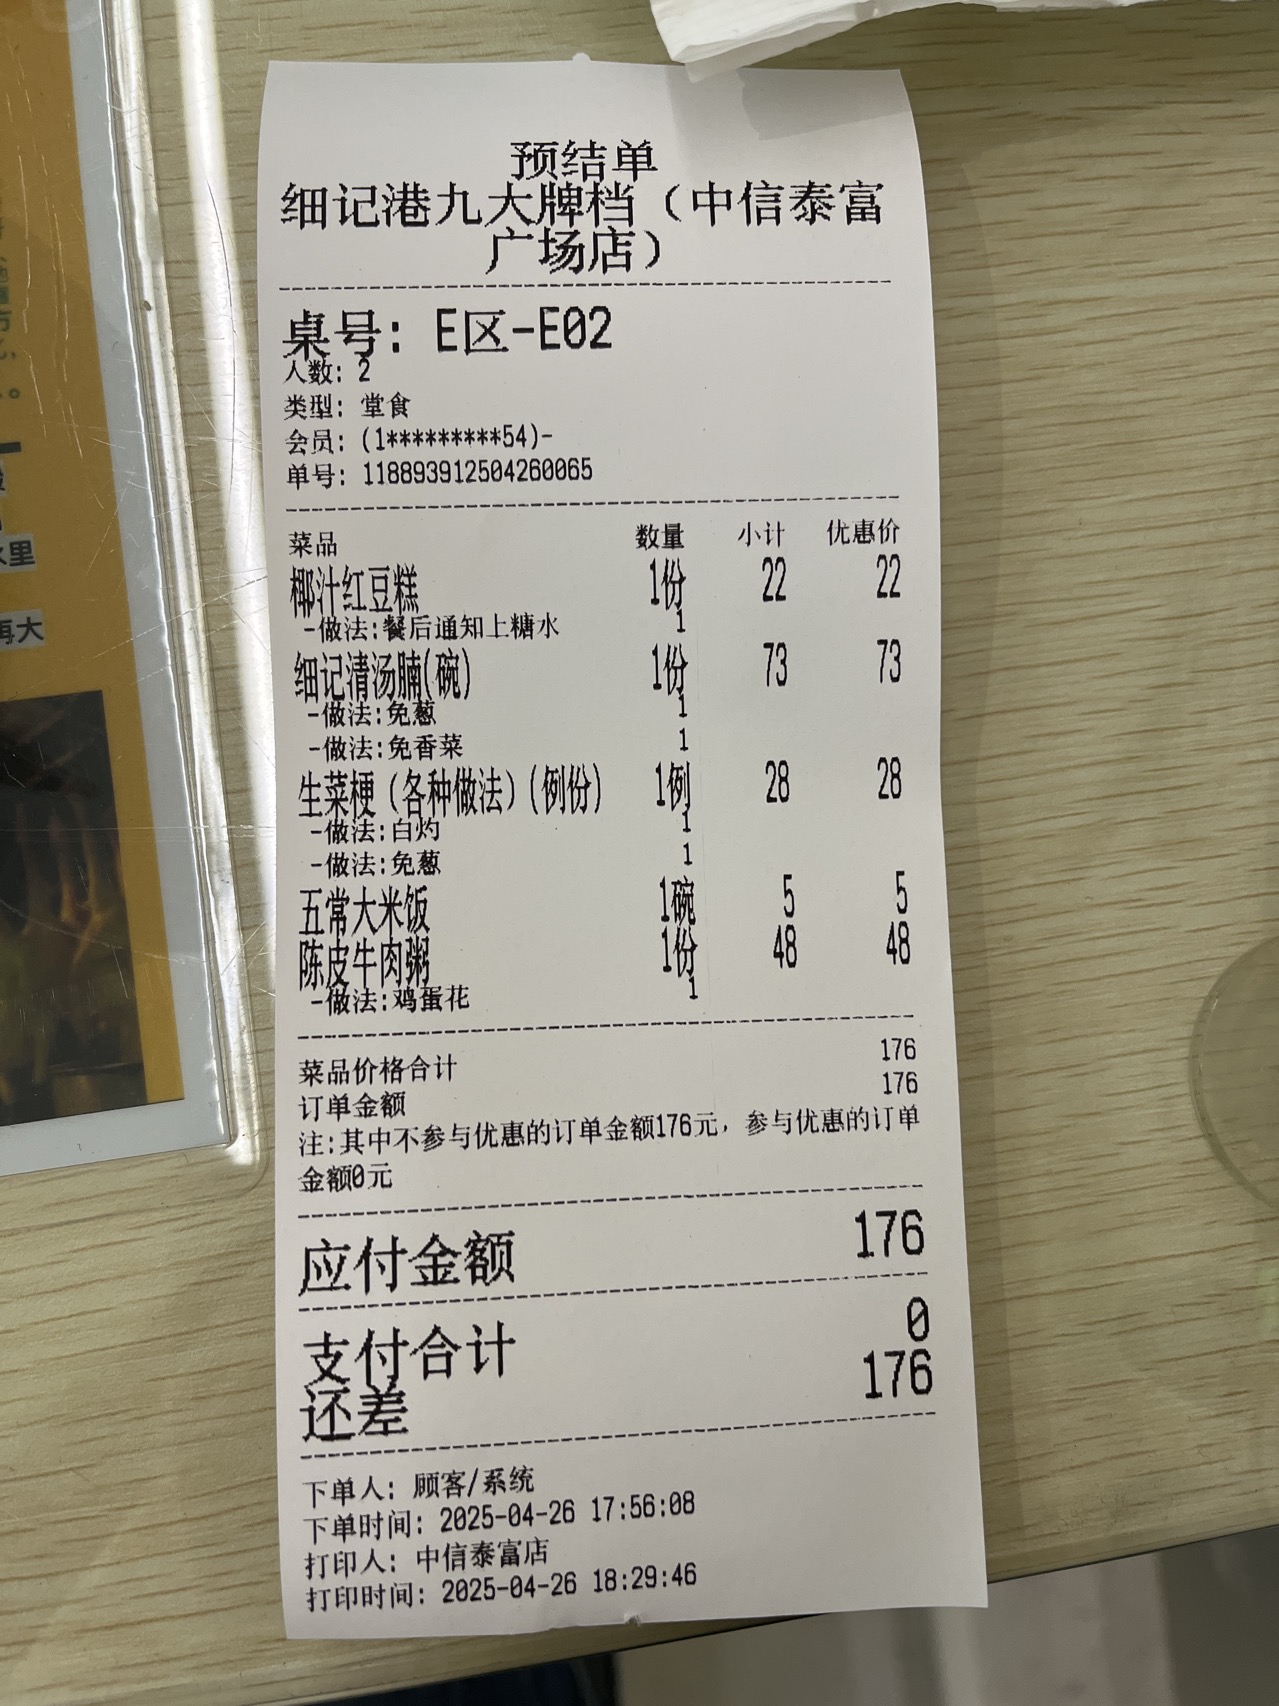 预结单
细记港九大牌档（中信泰富
广场店）
桌号: E区-E02
人数: 2
类型: 堂食
会员: (1*********54)-
单号: 118893912504260065
菜品 数量 小计 优惠价
椰汁红豆糕 1份 22 22
-做法:餐后通知上糖水 1
细记清汤腩(碗) 1份 73 73
-做法:免葱 1
-做法:免香菜 1
生菜梗（各种做法）(例份) 1例 28 28
-做法:白灼 1
-做法:免葱 1
五常大米饭 1碗 5 5
陈皮牛肉粥 1份 48 48
-做法:鸡蛋花 1
菜品价格合计 176
订单金额 176
注:其中不参与优惠的订单金额176元，参与优惠的订单
金额0元
应付金额 176
支付合计 0
还差 176
下单人: 顾客/系统
下单时间: 2025-04-26 17:56:08
打印人: 中信泰富店
打印时间: 2025-04-26 18:29:46
里
再大